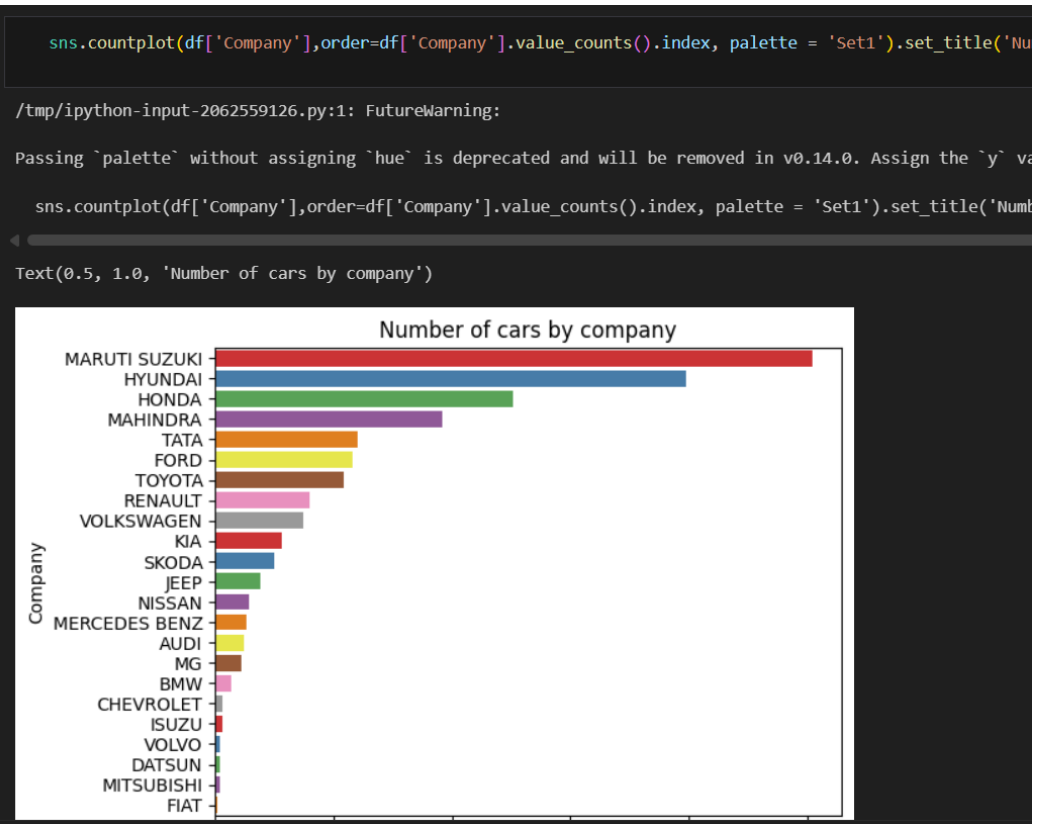 sns.countplot(df['Company'],order=df['Company'].value_counts().index, palette = 'Set1').set_title('Nu
/tmp/ipython-input-2062559126.py:1: FutureWarning:
Passing `palette` without assigning `hue` is deprecated and will be removed in v0.14.0. Assign the `y` va
sns.countplot(df['Company'],order=df['Company'].value_counts().index, palette = 'Set1').set_title('Numb
Text(0.5, 1.0, 'Number of cars by company')
Number of cars by company
MARUTI SUZUKI
HYUNDAI
HONDA
MAHINDRA
TATA
FORD
TOYOTA
RENAULT
VOLKSWAGEN
KIA
SKODA
JEEP
NISSAN
MERCEDES BENZ
AUDI
MG
BMW
CHEVROLET
ISUZU
VOLVO
DATSUN
MITSUBISHI
FIAT
Company